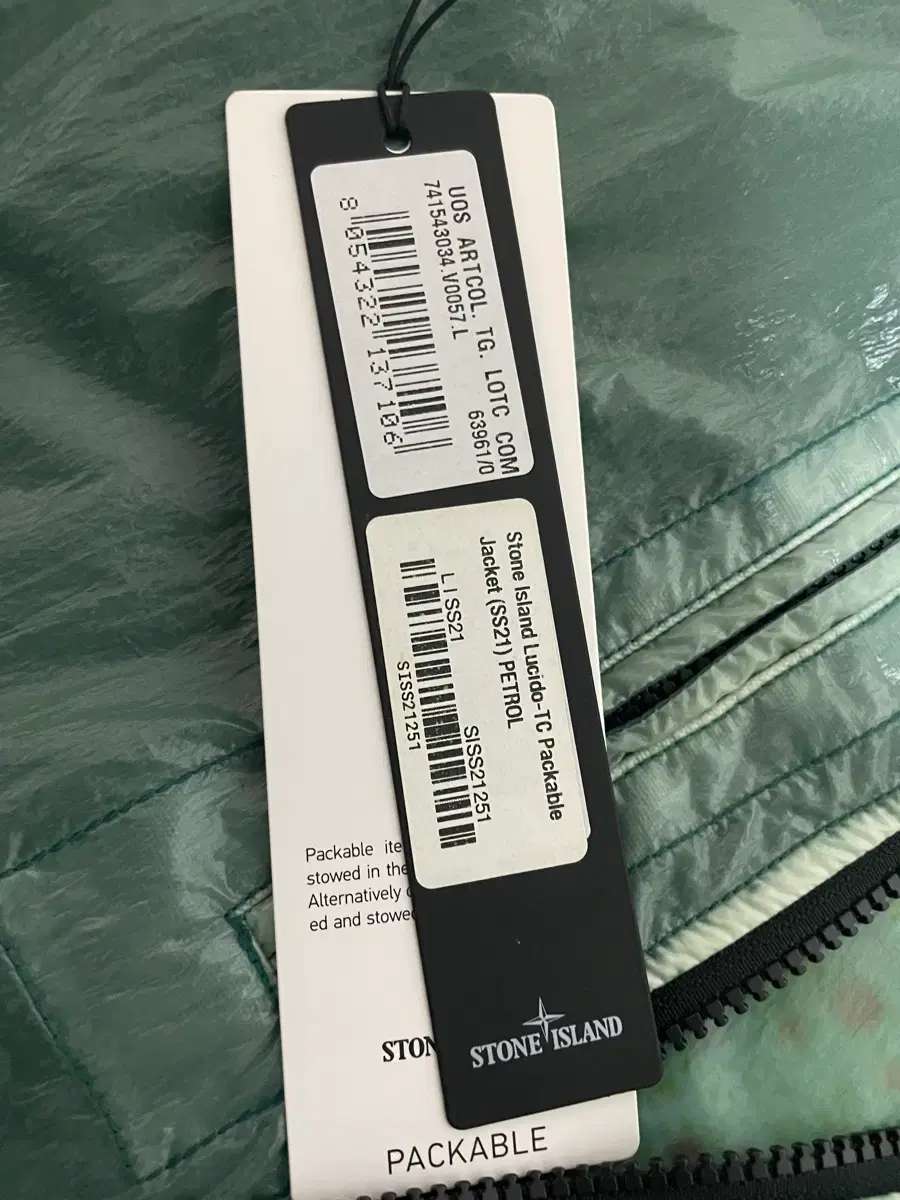 UOS ARTCOL. TG. LOTC COM
741543034.V0057.L 63961/0
8 054322 137106
Stone Island Lucido-TC Packable
Jacket (SS21) PETROL
L | SS21 SISS21251
SISS21251
Packable ite
stowed in the
Alternatively
ed and stowed
STON
STONE ISLAND
PACKABLE